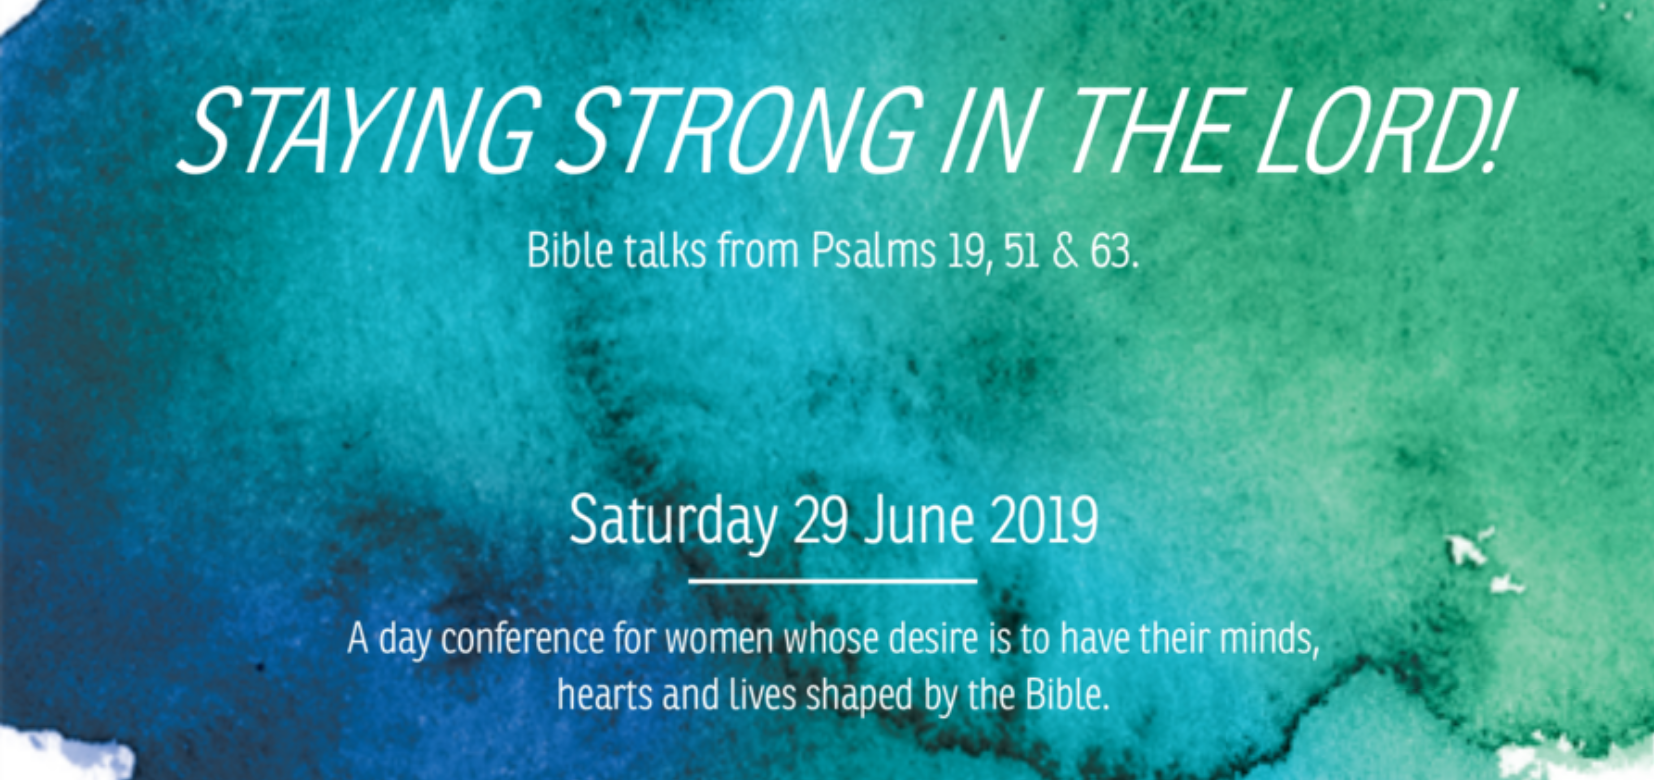 STAYING STRONG IN THE LORD!
Bible talks from Psalms 19, 51 & 63.
Saturday 29 June 2019
A day conference for women whose desire is to have their minds,
hearts and lives shaped by the Bible.